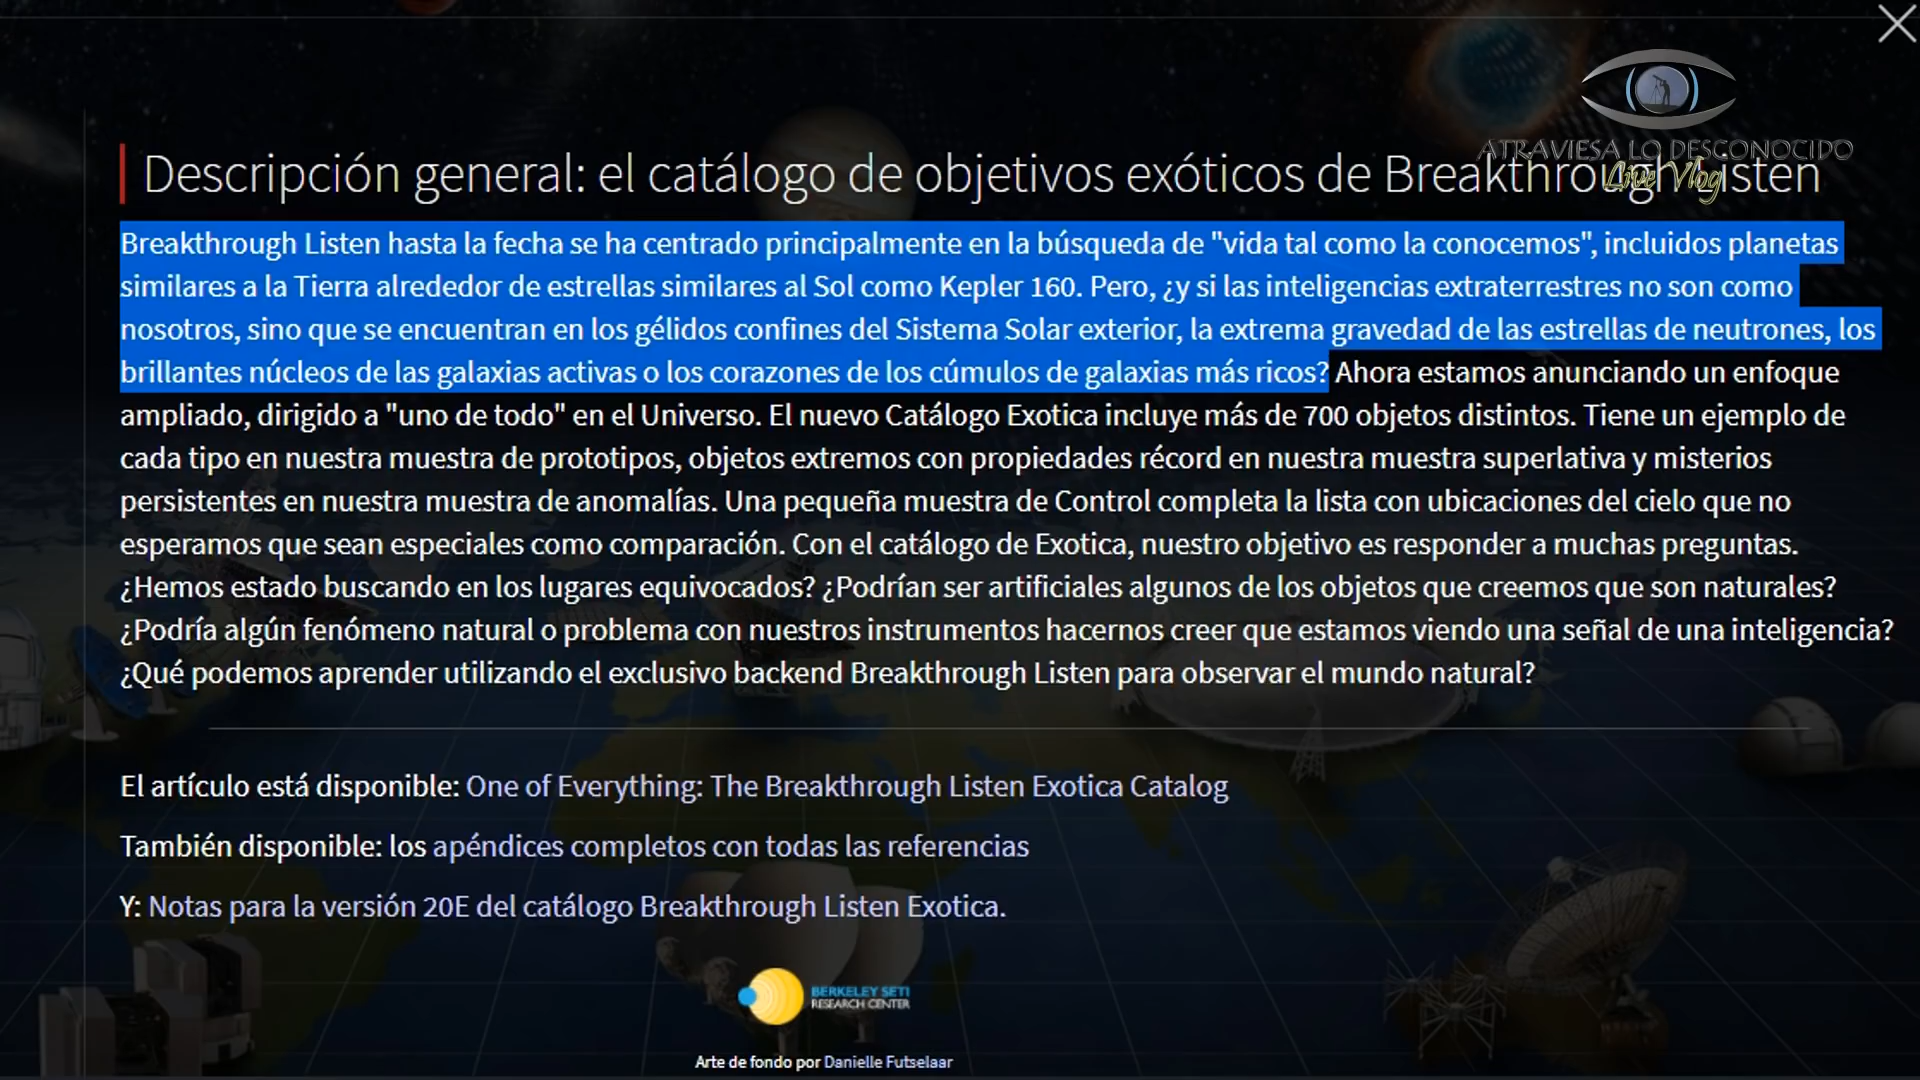 ATRAVIESA LO DESCONOCIDO
Live Vlog
Descripción general: el catálogo de objetivos exóticos de Breakthrough Listen
Breakthrough Listen hasta la fecha se ha centrado principalmente en la búsqueda de "vida tal como la conocemos", incluidos planetas
similares a la Tierra alrededor de estrellas similares al Sol como Kepler 160. Pero, ¿y si las inteligencias extraterrestres no son como
nosotros, sino que se encuentran en los gélidos confines del Sistema Solar exterior, la extrema gravedad de las estrellas de neutrones, los
brillantes núcleos de las galaxias activas o los corazones de los cúmulos de galaxias más ricos? Ahora estamos anunciando un enfoque
ampliado, dirigido a "uno de todo" en el Universo. El nuevo Catálogo Exotica incluye más de 700 objetos distintos. Tiene un ejemplo de
cada tipo en nuestra muestra de prototipos, objetos extremos con propiedades récord en nuestra muestra superlativa y misterios
persistentes en nuestra muestra de anomalías. Una pequeña muestra de Control completa la lista con ubicaciones del cielo que no
esperamos que sean especiales como comparación. Con el catálogo de Exotica, nuestro objetivo es responder a muchas preguntas.
¿Hemos estado buscando en los lugares equivocados? ¿Podrían ser artificiales algunos de los objetos que creemos que son naturales?
¿Podría algún fenómeno natural o problema con nuestros instrumentos hacernos creer que estamos viendo una señal de una inteligencia?
¿Qué podemos aprender utilizando el exclusivo backend Breakthrough Listen para observar el mundo natural?
El artículo está disponible: One of Everything: The Breakthrough Listen Exotica Catalog
También disponible: los apéndices completos con todas las referencias
Y: Notas para la versión 20E del catálogo Breakthrough Listen Exotica.
BERKELEY SETI
RESEARCH CENTER
Arte de fondo por Danielle Futselaar